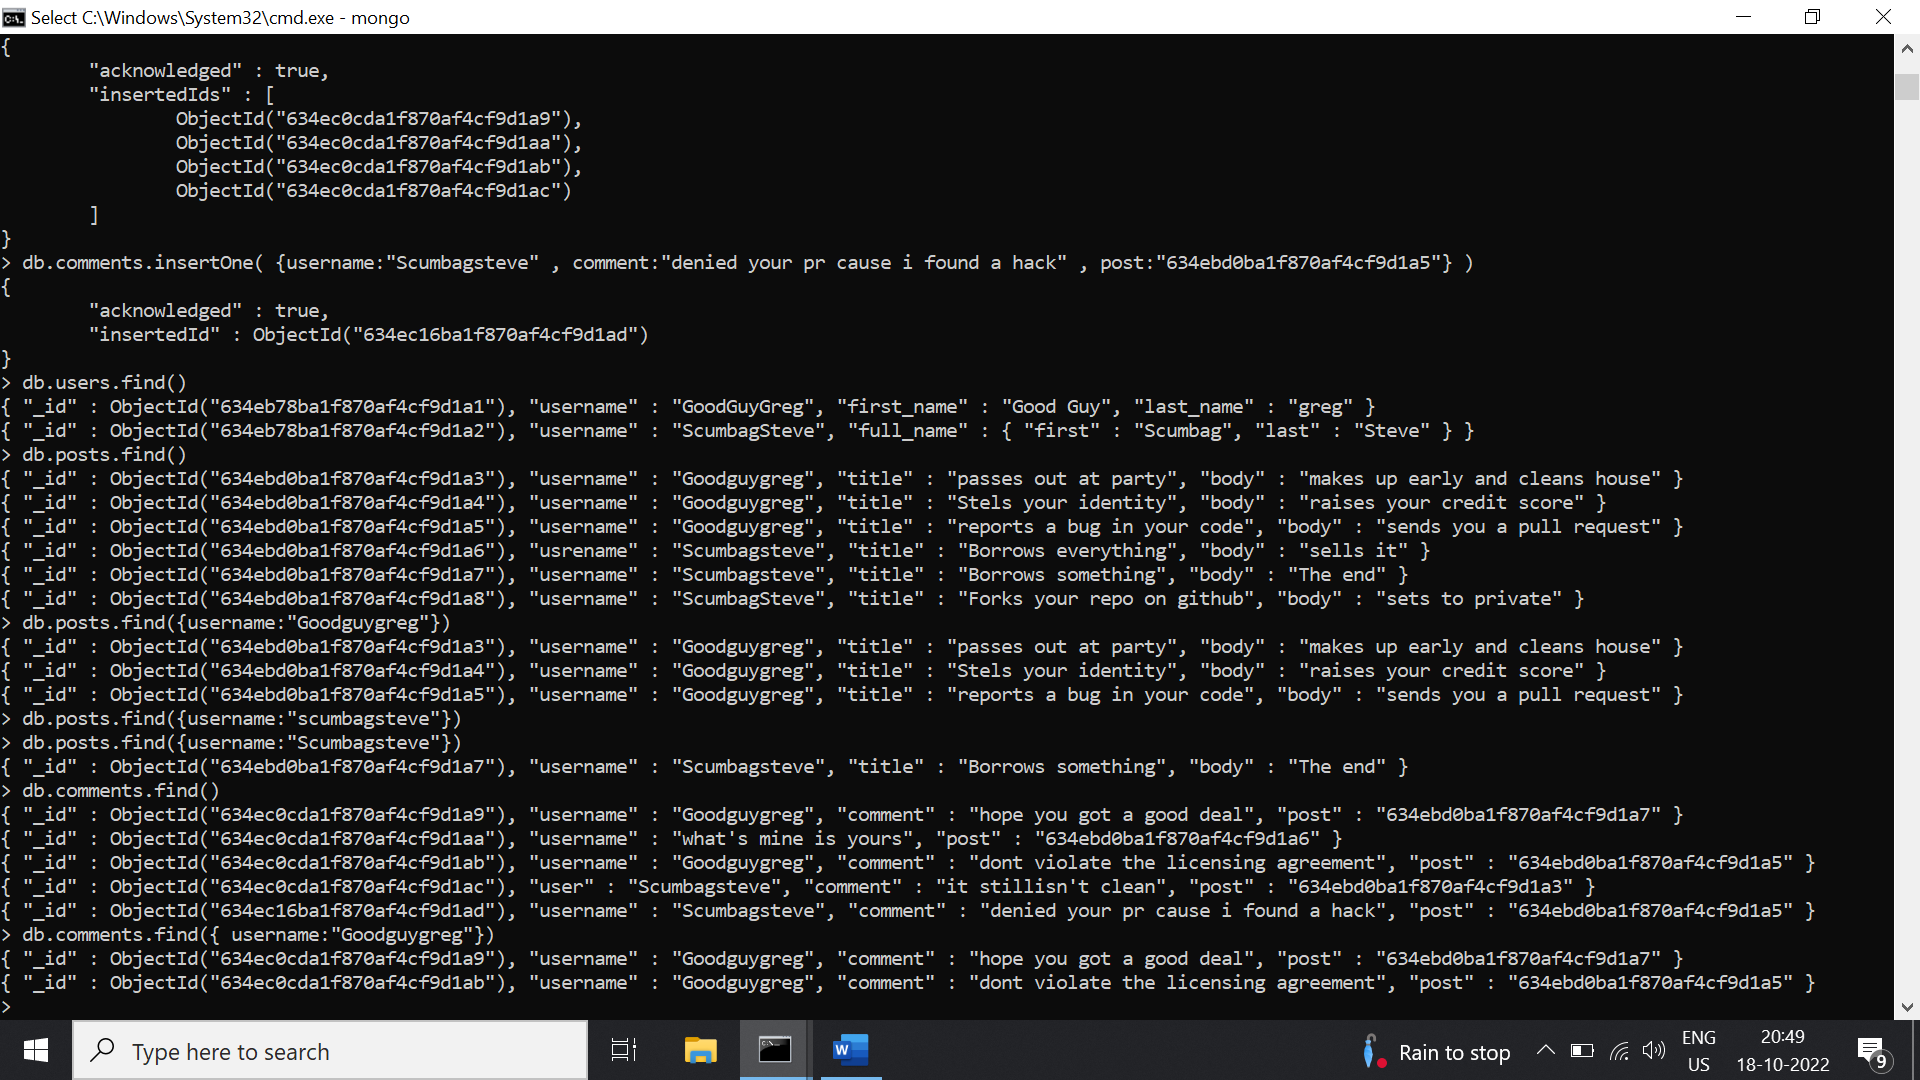 Select C:\Windows\System32\cmd.exe - mongo
{
"acknowledged" : true,
"insertedIds" : [
ObjectId("634ec0cda1f870af4cf9d1a9"),
ObjectId("634ec0cda1f870af4cf9d1aa"),
ObjectId("634ec0cda1f870af4cf9d1ab"),
ObjectId("634ec0cda1f870af4cf9d1ac")
]
}
> db.comments.insertOne( {username:"Scumbagsteve" , comment:"denied your pr cause i found a hack" , post:"634ebd0ba1f870af4cf9d1a5"} )
{
"acknowledged" : true,
"insertedId" : ObjectId("634ec16ba1f870af4cf9d1ad")
}
> db.users.find()
{ "_id" : ObjectId("634eb78ba1f870af4cf9d1a1"), "username" : "GoodGuyGreg", "first_name" : "Good Guy", "last_name" : "greg" }
{ "_id" : ObjectId("634eb78ba1f870af4cf9d1a2"), "username" : "ScumbagSteve", "full_name" : { "first" : "Scumbag", "last" : "Steve" } }
> db.posts.find()
{ "_id" : ObjectId("634ebd0ba1f870af4cf9d1a3"), "username" : "Goodguygreg", "title" : "passes out at party", "body" : "makes up early and cleans house" }
{ "_id" : ObjectId("634ebd0ba1f870af4cf9d1a4"), "username" : "Goodguygreg", "title" : "Stels your identity", "body" : "raises your credit score" }
{ "_id" : ObjectId("634ebd0ba1f870af4cf9d1a5"), "username" : "Goodguygreg", "title" : "reports a bug in your code", "body" : "sends you a pull request" }
{ "_id" : ObjectId("634ebd0ba1f870af4cf9d1a6"), "usrename" : "Scumbagsteve", "title" : "Borrows everything", "body" : "sells it" }
{ "_id" : ObjectId("634ebd0ba1f870af4cf9d1a7"), "username" : "Scumbagsteve", "title" : "Borrows something", "body" : "The end" }
{ "_id" : ObjectId("634ebd0ba1f870af4cf9d1a8"), "username" : "ScumbagSteve", "title" : "Forks your repo on github", "body" : "sets to private" }
> db.posts.find({username:"Goodguygreg"})
{ "_id" : ObjectId("634ebd0ba1f870af4cf9d1a3"), "username" : "Goodguygreg", "title" : "passes out at party", "body" : "makes up early and cleans house" }
{ "_id" : ObjectId("634ebd0ba1f870af4cf9d1a4"), "username" : "Goodguygreg", "title" : "Stels your identity", "body" : "raises your credit score" }
{ "_id" : ObjectId("634ebd0ba1f870af4cf9d1a5"), "username" : "Goodguygreg", "title" : "reports a bug in your code", "body" : "sends you a pull request" }
> db.posts.find({username:"scumbagsteve"})
> db.posts.find({username:"Scumbagsteve"})
{ "_id" : ObjectId("634ebd0ba1f870af4cf9d1a7"), "username" : "Scumbagsteve", "title" : "Borrows something", "body" : "The end" }
> db.comments.find()
{ "_id" : ObjectId("634ec0cda1f870af4cf9d1a9"), "username" : "Goodguygreg", "comment" : "hope you got a good deal", "post" : "634ebd0ba1f870af4cf9d1a7" }
{ "_id" : ObjectId("634ec0cda1f870af4cf9d1aa"), "username" : "what's mine is yours", "post" : "634ebd0ba1f870af4cf9d1a6" }
{ "_id" : ObjectId("634ec0cda1f870af4cf9d1ab"), "username" : "Goodguygreg", "comment" : "dont violate the licensing agreement", "post" : "634ebd0ba1f870af4cf9d1a5" }
{ "_id" : ObjectId("634ec0cda1f870af4cf9d1ac"), "user" : "Scumbagsteve", "comment" : "it stillisn't clean", "post" : "634ebd0ba1f870af4cf9d1a3" }
{ "_id" : ObjectId("634ec16ba1f870af4cf9d1ad"), "username" : "Scumbagsteve", "comment" : "denied your pr cause i found a hack", "post" : "634ebd0ba1f870af4cf9d1a5" }
> db.comments.find({ username:"Goodguygreg"})
{ "_id" : ObjectId("634ec0cda1f870af4cf9d1a9"), "username" : "Goodguygreg", "comment" : "hope you got a good deal", "post" : "634ebd0ba1f870af4cf9d1a7" }
{ "_id" : ObjectId("634ec0cda1f870af4cf9d1ab"), "username" : "Goodguygreg", "comment" : "dont violate the licensing agreement", "post" : "634ebd0ba1f870af4cf9d1a5" }
>
Type here to search
W
Rain to stop
ENG
US
20:49
18-10-2022
9